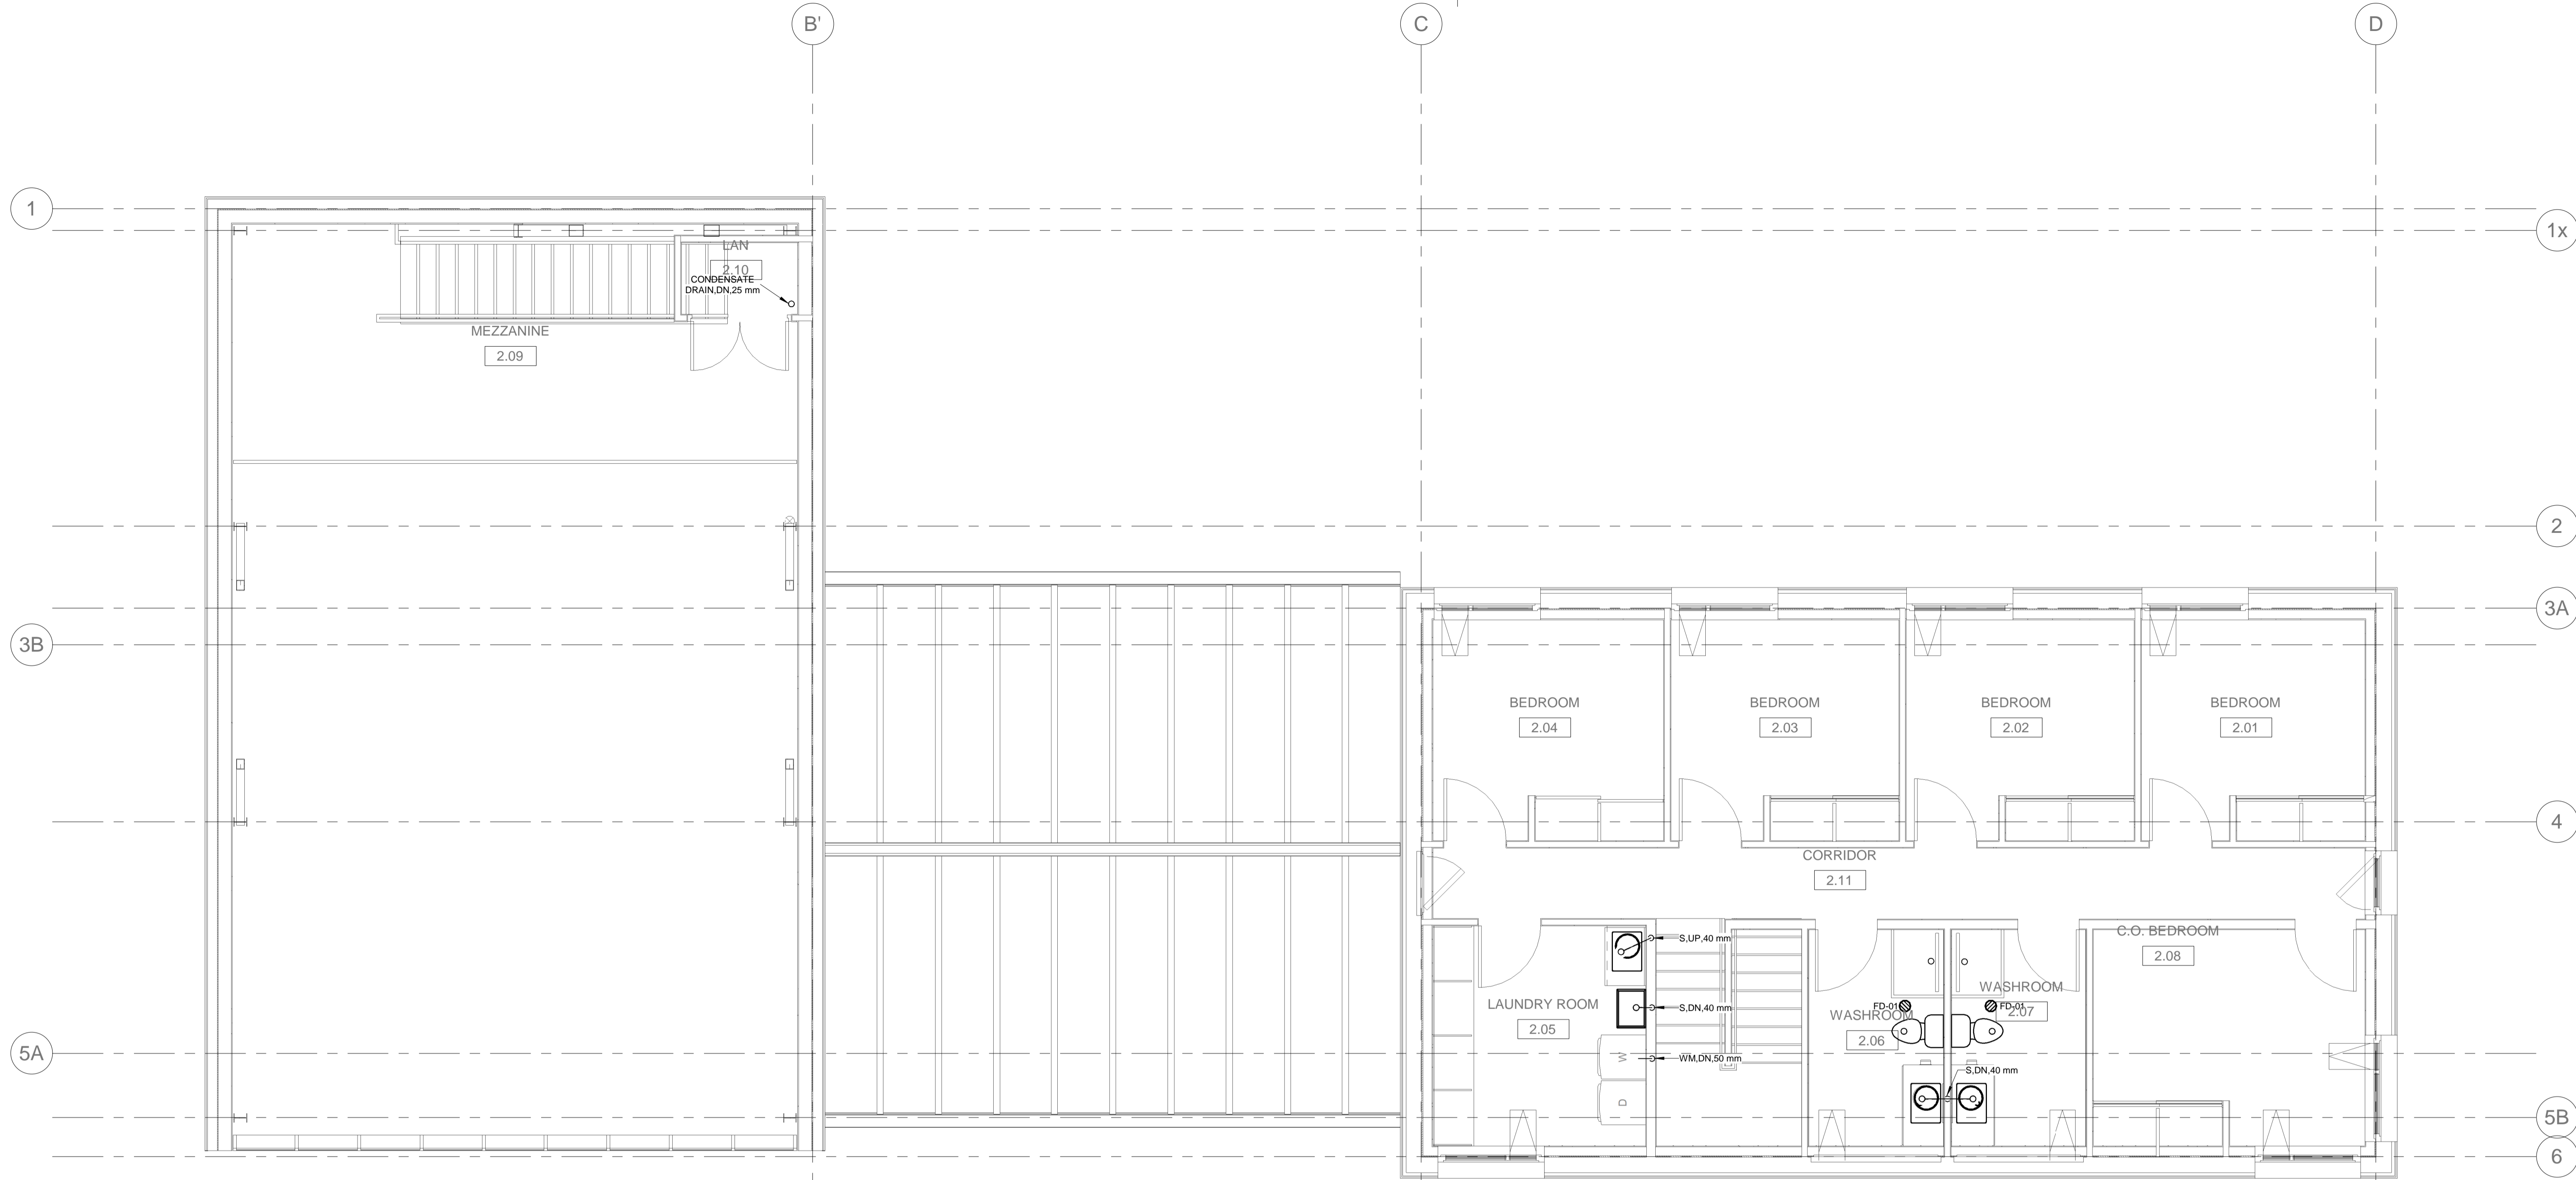 B'
C
D
1
1x
LAN
2.10
CONDENSATE
DRAIN,DN,25 mm
MEZZANINE
2.09
2
3A
3B
BEDROOM
2.04
BEDROOM
2.03
BEDROOM
2.02
BEDROOM
2.01
4
CORRIDOR
2.11
S,UP,40 mm
C.O. BEDROOM
2.08
LAUNDRY ROOM
2.05
S,DN,40 mm
WASHROOM
2.07
FD-01
FD-01
WASHROOM
2.06
5A
W
WM,DN,50 mm
S,DN,40 mm
D
5B
6